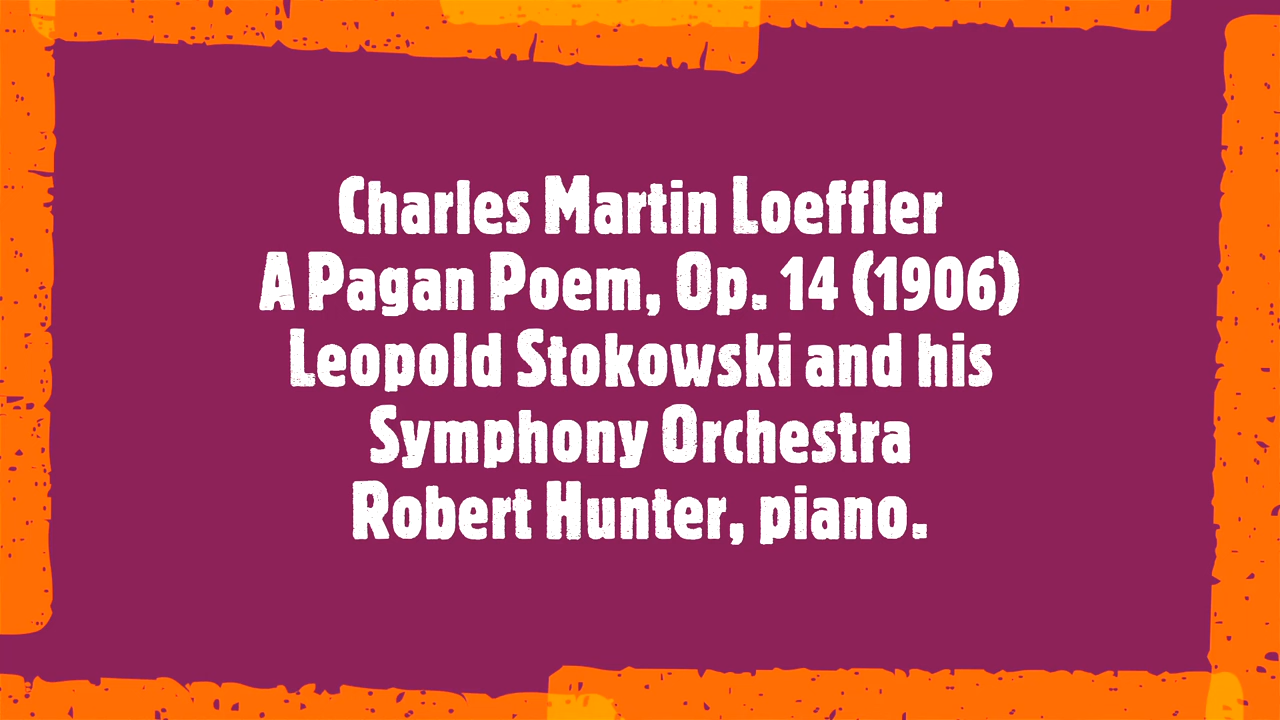 Charles Martin Loeffler
A Pagan Poem, Op. 14 (1906)
Leopold Stokowski and his
Symphony Orchestra
Robert Hunter, piano.